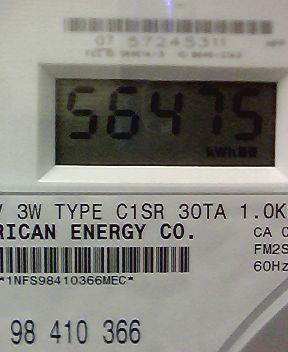 07 57245311
56475
kWh
V 3W TYPE C1SR 30TA 1.0K
RICAN ENERGY CO.
CA 0
FM2S
60Hz
*1NFS98410366MEC*
98 410 366